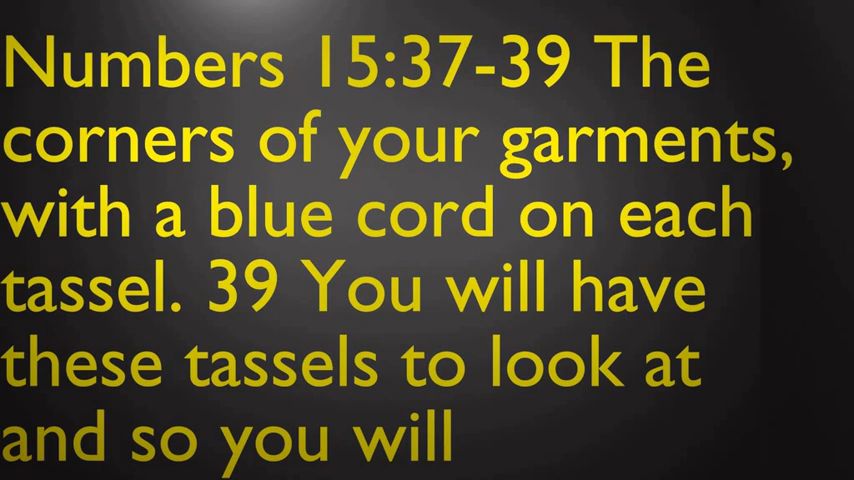 Numbers 15:37-39 The
corners of your garments,
with a blue cord on each
tassel. 39 You will have
these tassels to look at
and so you will